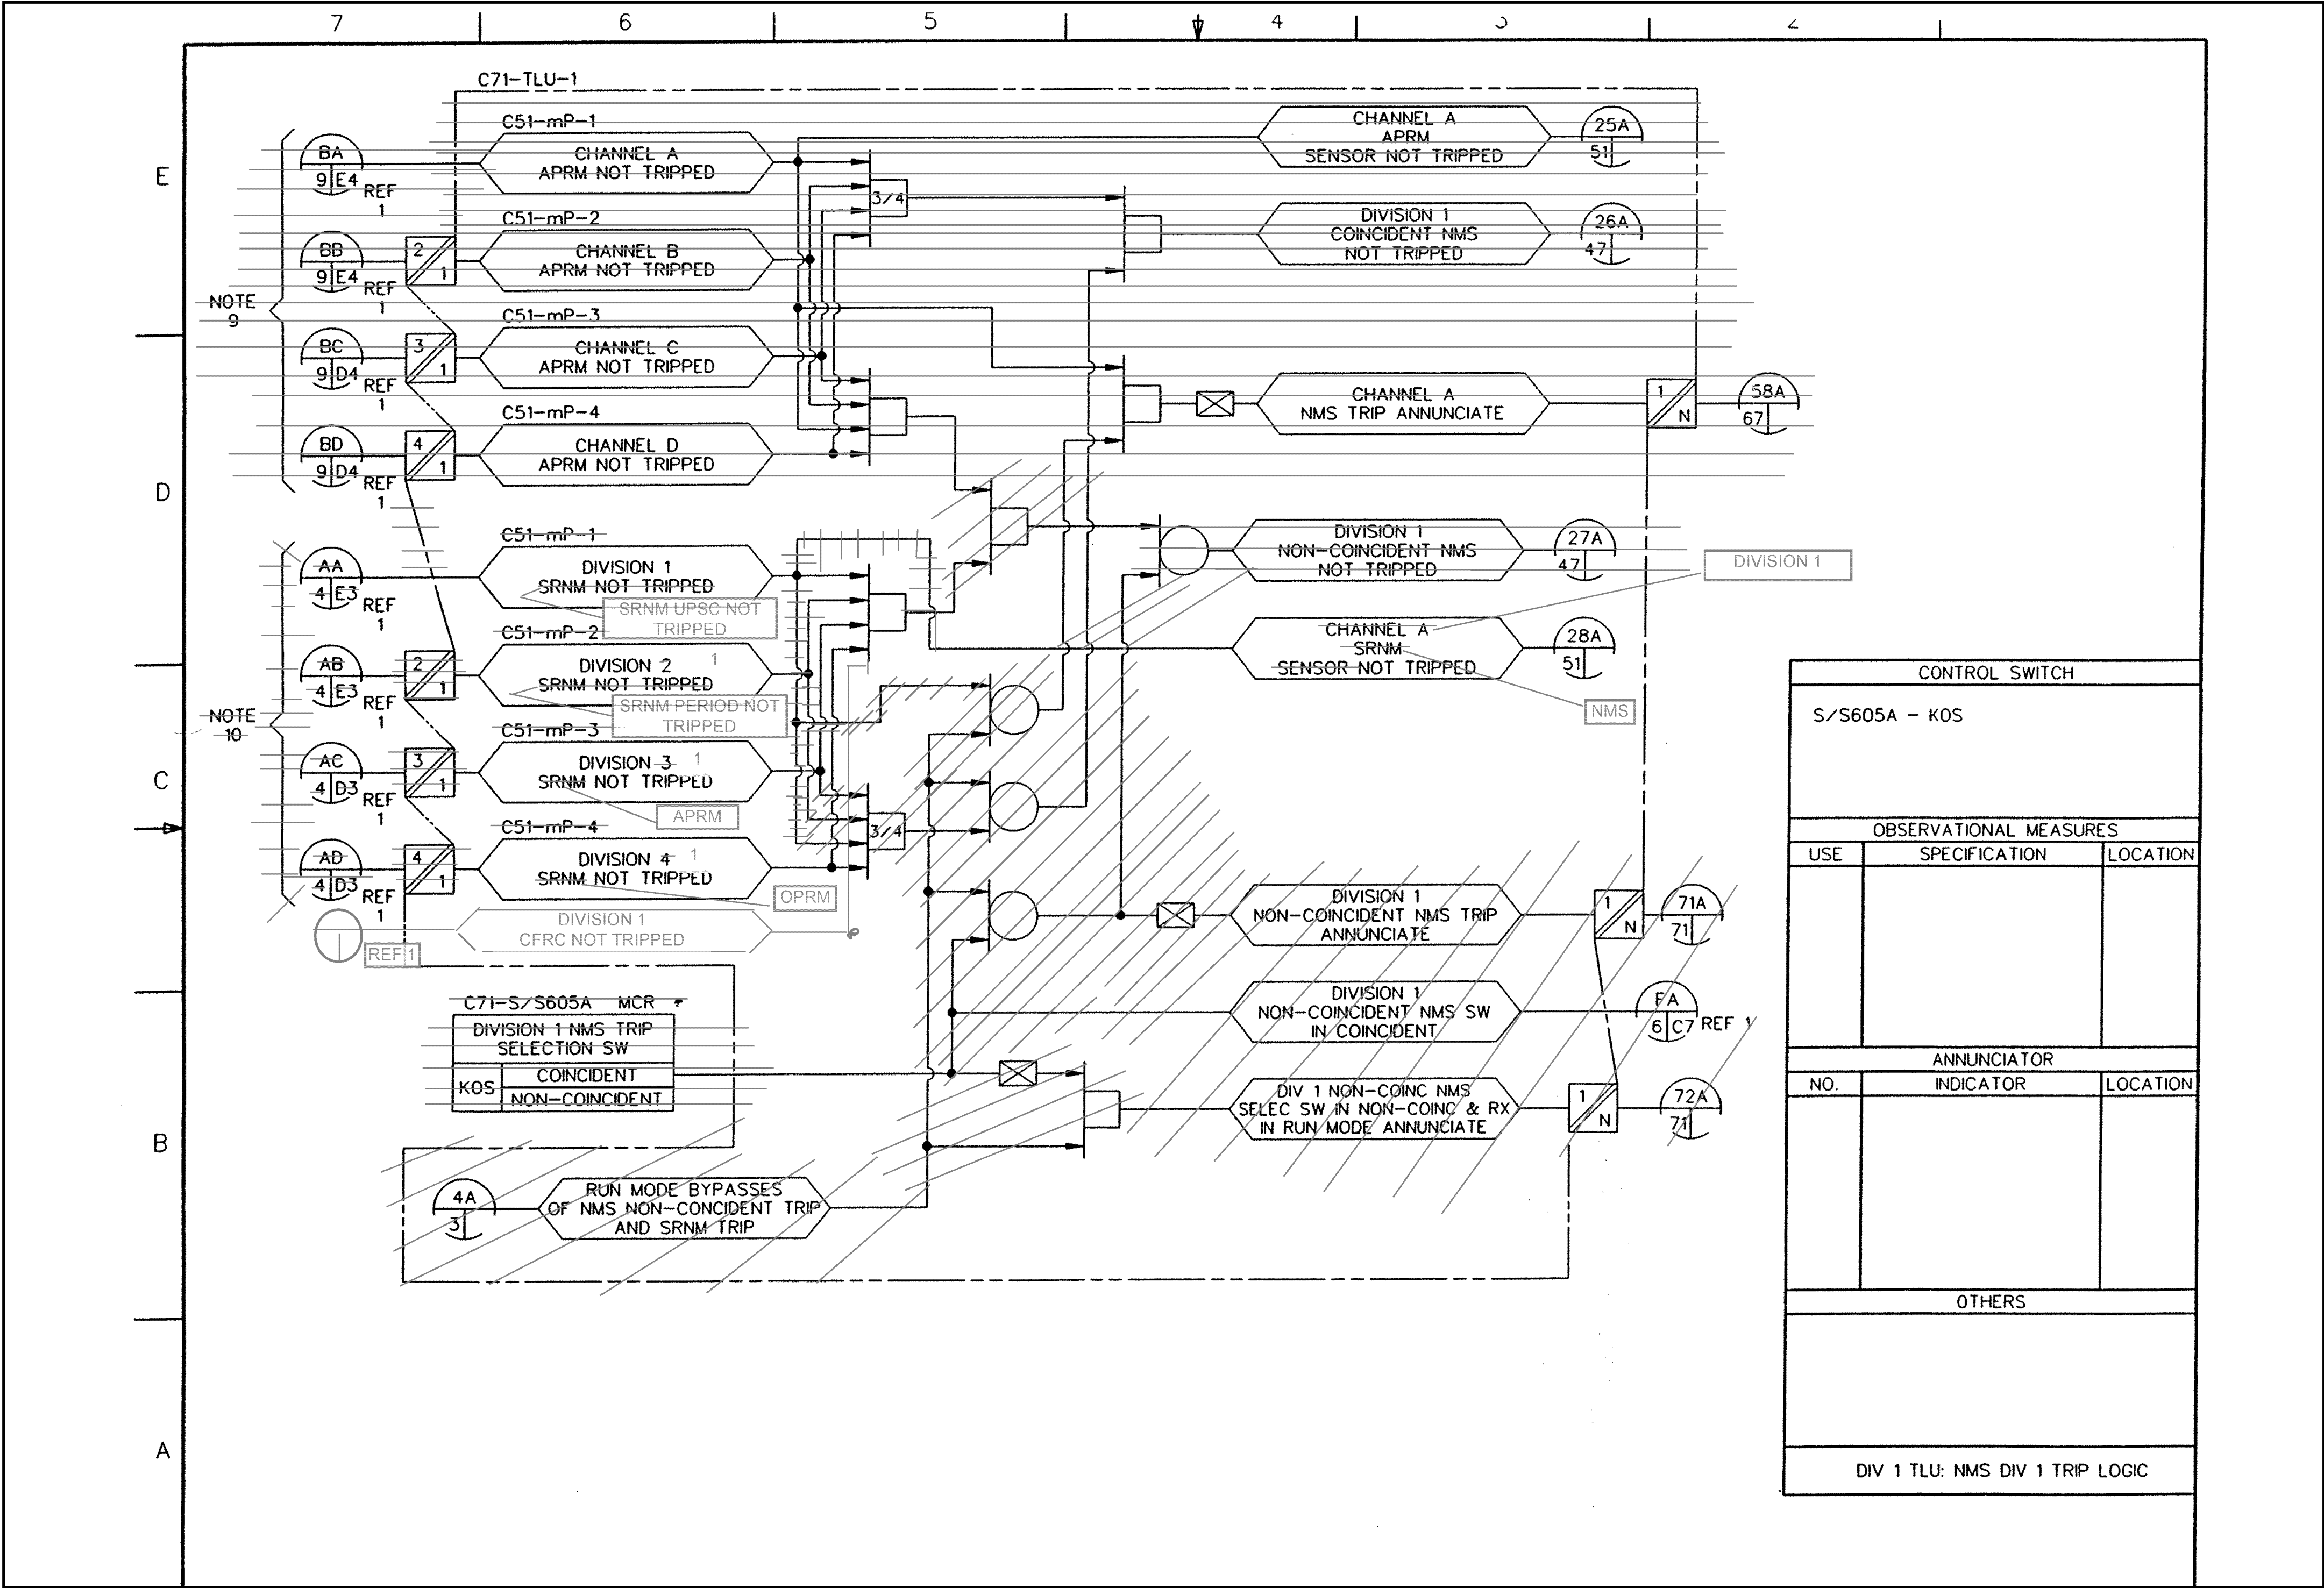 7 6 5 4 3 2
C71-TLU-1
E
D
C
B
A
C51-mP-1
BA
9 E4
REF
1
CHANNEL A
APRM NOT TRIPPED
C51-mP-2
BB
9 E4
REF
1
2
1
CHANNEL B
APRM NOT TRIPPED
NOTE
9
C51-mP-3
BC
9 D4
REF
1
3
1
CHANNEL C
APRM NOT TRIPPED
C51-mP-4
BD
9 D4
REF
1
4
1
CHANNEL D
APRM NOT TRIPPED
3/4
CHANNEL A
APRM
SENSOR NOT TRIPPED
25A
51
DIVISION 1
COINCIDENT NMS
NOT TRIPPED
26A
47
CHANNEL A
NMS TRIP ANNUNCIATE
1
N
58A
67
C51-mP-1
AA
4 E3
REF
1
DIVISION 1
SRNM NOT TRIPPED
SRNM UPSC NOT
TRIPPED
C51-mP-2
AB
4 E3
REF
1
2
1
DIVISION 2 1
SRNM NOT TRIPPED
SRNM PERIOD NOT
TRIPPED
NOTE
10
C51-mP-3
AC
4 D3
REF
1
3
1
DIVISION 3 1
SRNM NOT TRIPPED
APRM
C51-mP-4
AD
4 D3
REF
1
4
1
DIVISION 4 1
SRNM NOT TRIPPED
OPRM
DIVISION 1
CFRC NOT TRIPPED
REF 1
3/4
DIVISION 1
NON-COINCIDENT NMS
NOT TRIPPED
27A
47
DIVISION 1
CHANNEL A
SRNM
SENSOR NOT TRIPPED
28A
51
NMS
DIVISION 1
NON-COINCIDENT NMS TRIP
ANNUNCIATE
1
N
71A
71
C71-S/S605A MCR
DIVISION 1 NMS TRIP
SELECTION SW
KOS
COINCIDENT
NON-COINCIDENT
DIVISION 1
NON-COINCIDENT NMS SW
IN COINCIDENT
6 C7 REF 1
DIV 1 NON-COINC NMS
SELEC SW IN NON-COINC & RX
IN RUN MODE ANNUNCIATE
1
N
72A
71
4A
3
RUN MODE BYPASSES
OF NMS NON-CONCIDENT TRIP
AND SRNM TRIP
CONTROL SWITCH
S/S605A - KOS
OBSERVATIONAL MEASURES
USE SPECIFICATION LOCATION
ANNUNCIATOR
NO. INDICATOR LOCATION
OTHERS
DIV 1 TLU: NMS DIV 1 TRIP LOGIC